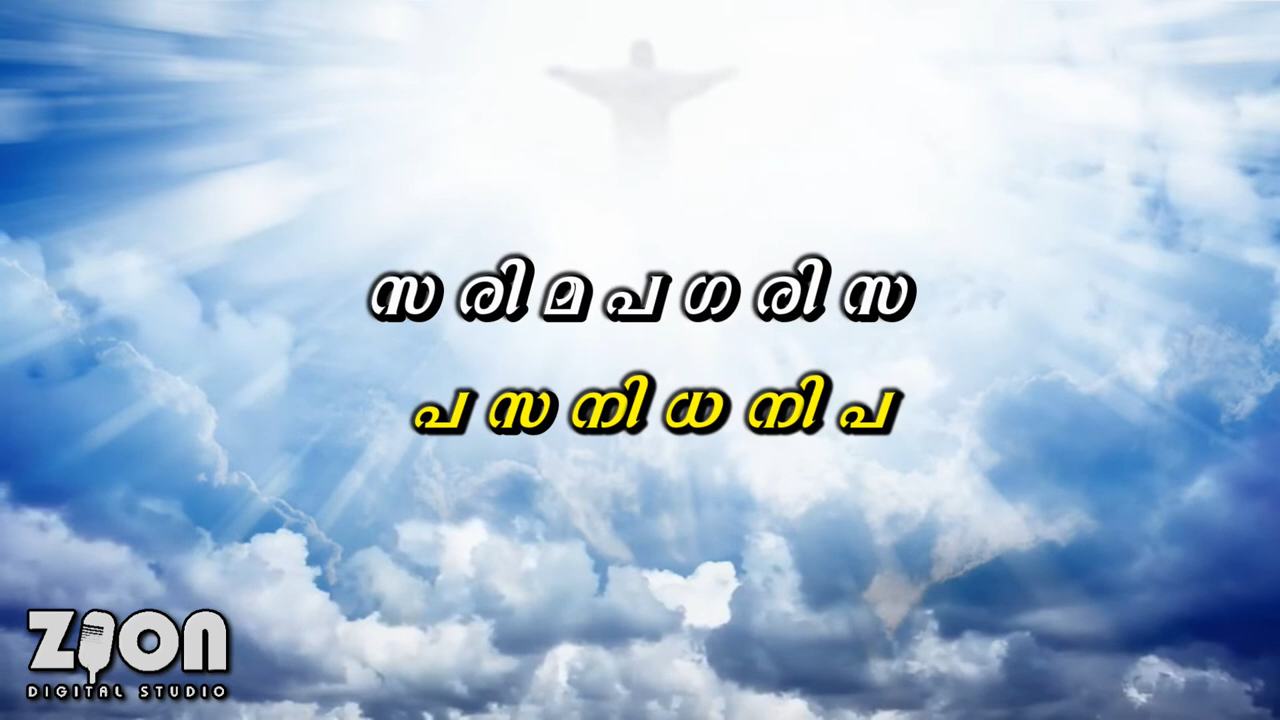 സ രി മ പ ഗ രി സ
പ സ നി ധ നി പ
ZION
DIGITAL STUDIO